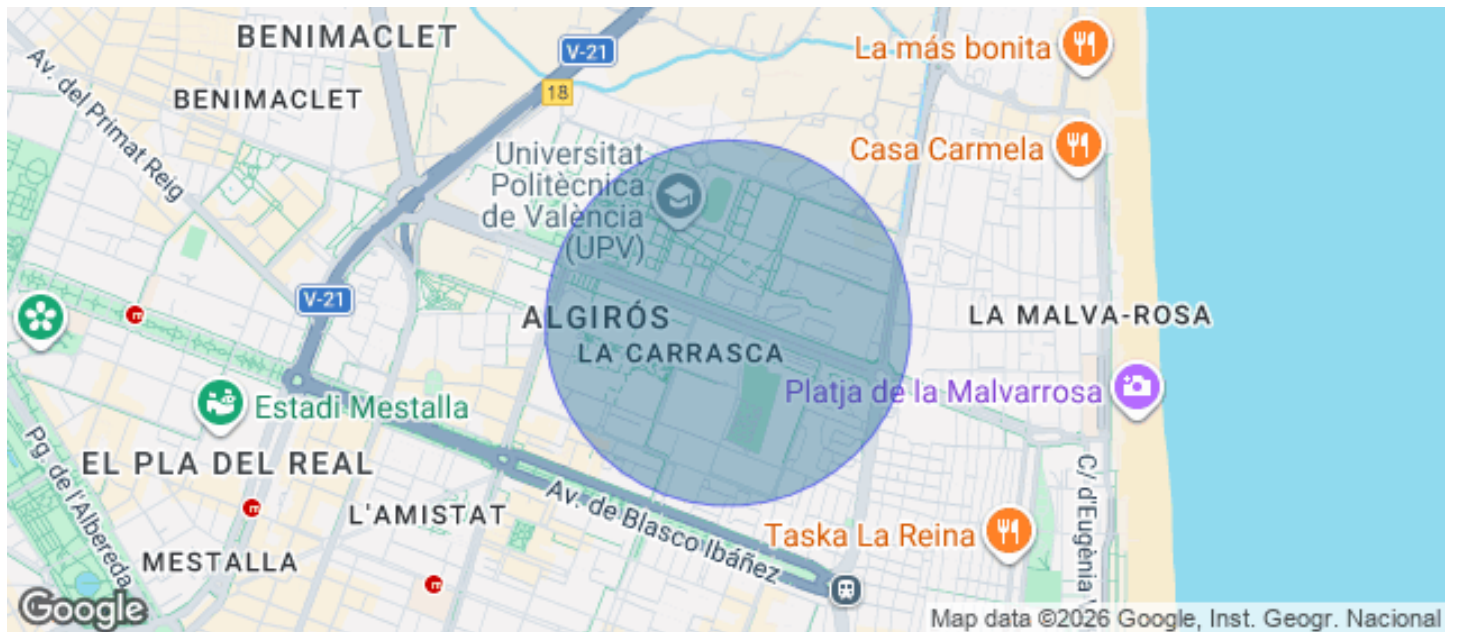 BENIMACLET
V-21
La más bonita
Av. del Primat Reig
BENIMACLET
18
Universitat
Politècnica
de València
(UPV)
Casa Carmela
V-21
ALGIRÓS
LA MALVA-ROSA
LA CARRASCA
Platja de la Malvarrosa
Estadi Mestalla
EL PLA DEL REAL
Pg. de l'Albereda
L'AMISTAT
Av. de Blasco Ibáñez
Taska La Reina
C/ d'Eugènia
MESTALLA
Google
Map data ©2026 Google, Inst. Geogr. Nacional